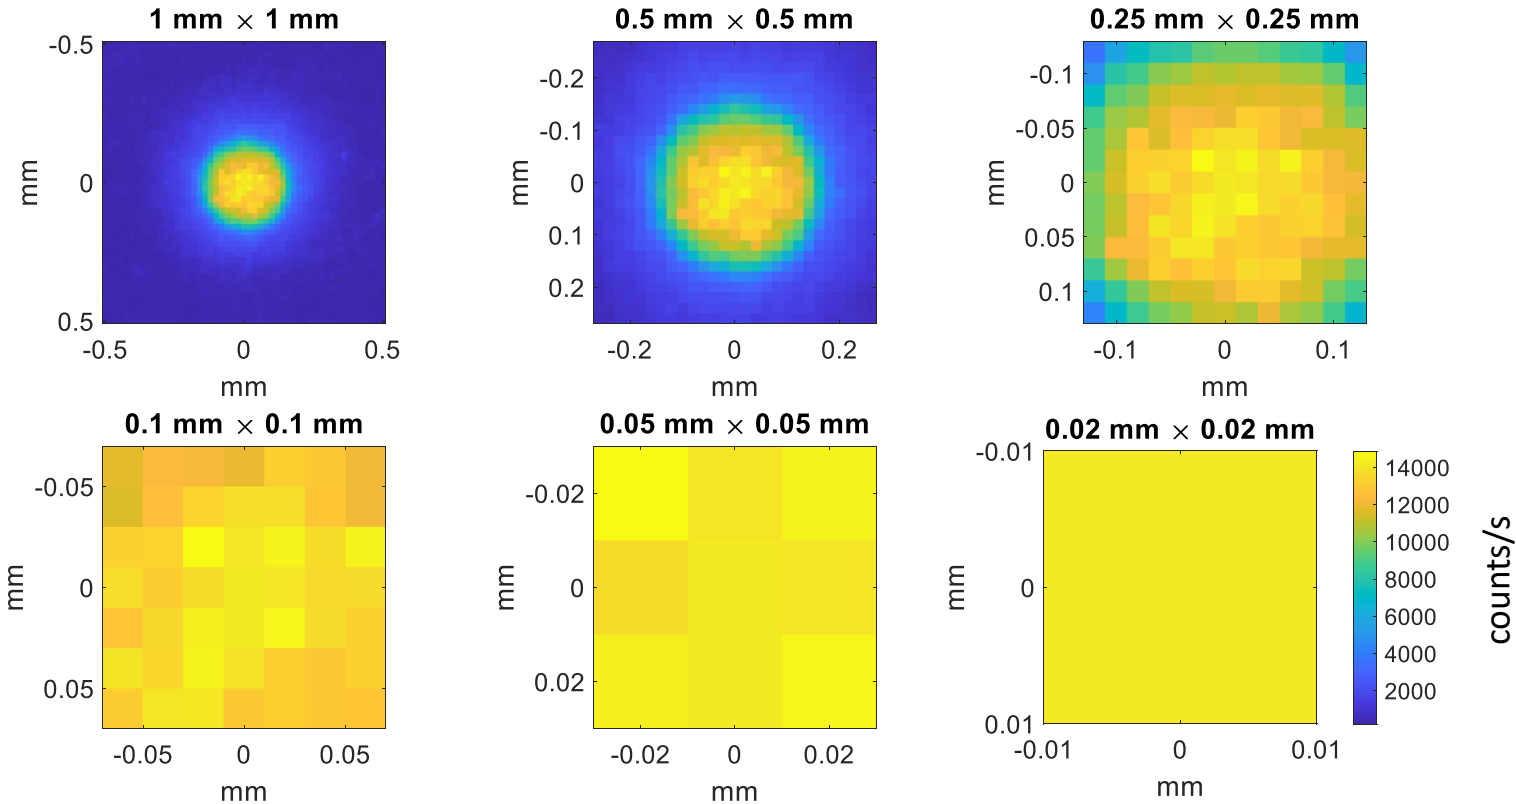 1 mm × 1 mm
-0.5
0
0.5
mm
-0.5 0 0.5
mm
0.5 mm × 0.5 mm
-0.2
-0.1
0
0.1
0.2
mm
-0.2 0 0.2
mm
0.25 mm × 0.25 mm
-0.1
-0.05
0
0.05
0.1
mm
-0.1 0 0.1
mm
0.1 mm × 0.1 mm
-0.05
0
0.05
mm
-0.05 0 0.05
mm
0.05 mm × 0.05 mm
-0.02
0
0.02
mm
-0.02 0 0.02
mm
0.02 mm × 0.02 mm
-0.01
0
0.01
mm
-0.01 0 0.01
mm
14000
12000
10000
8000
6000
4000
2000
counts/s